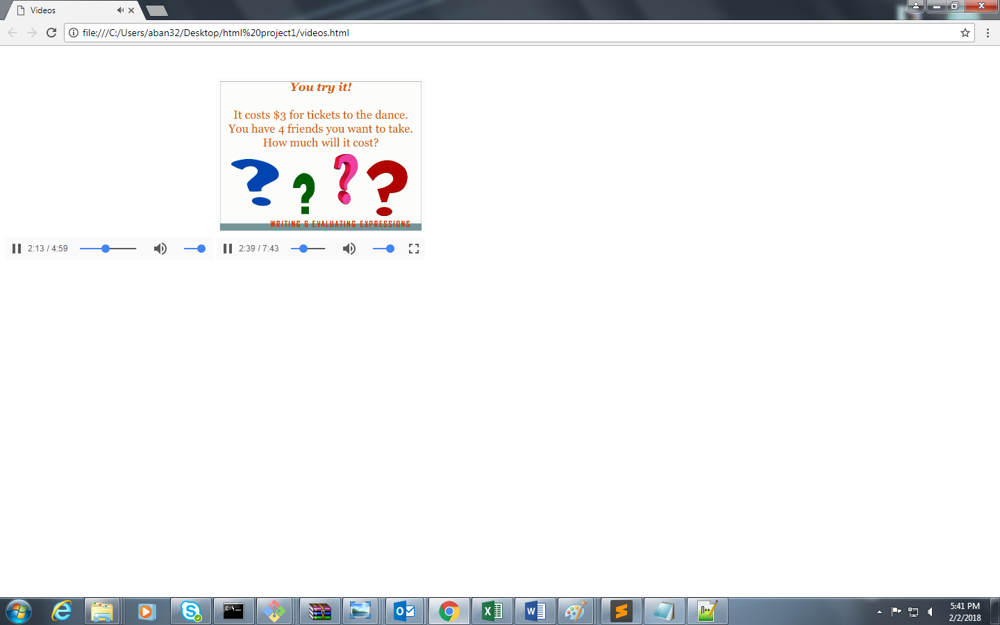 Videos
file:///C:/Users/aban32/Desktop/html%20project1/videos.html
You try it!
It costs $3 for tickets to the dance.
You have 4 friends you want to take.
How much will it cost?
WRITING & EVALUATING EXPRESSIONS
2:13 / 4:59
2:39 / 7:43
5:41 PM
2/2/2018